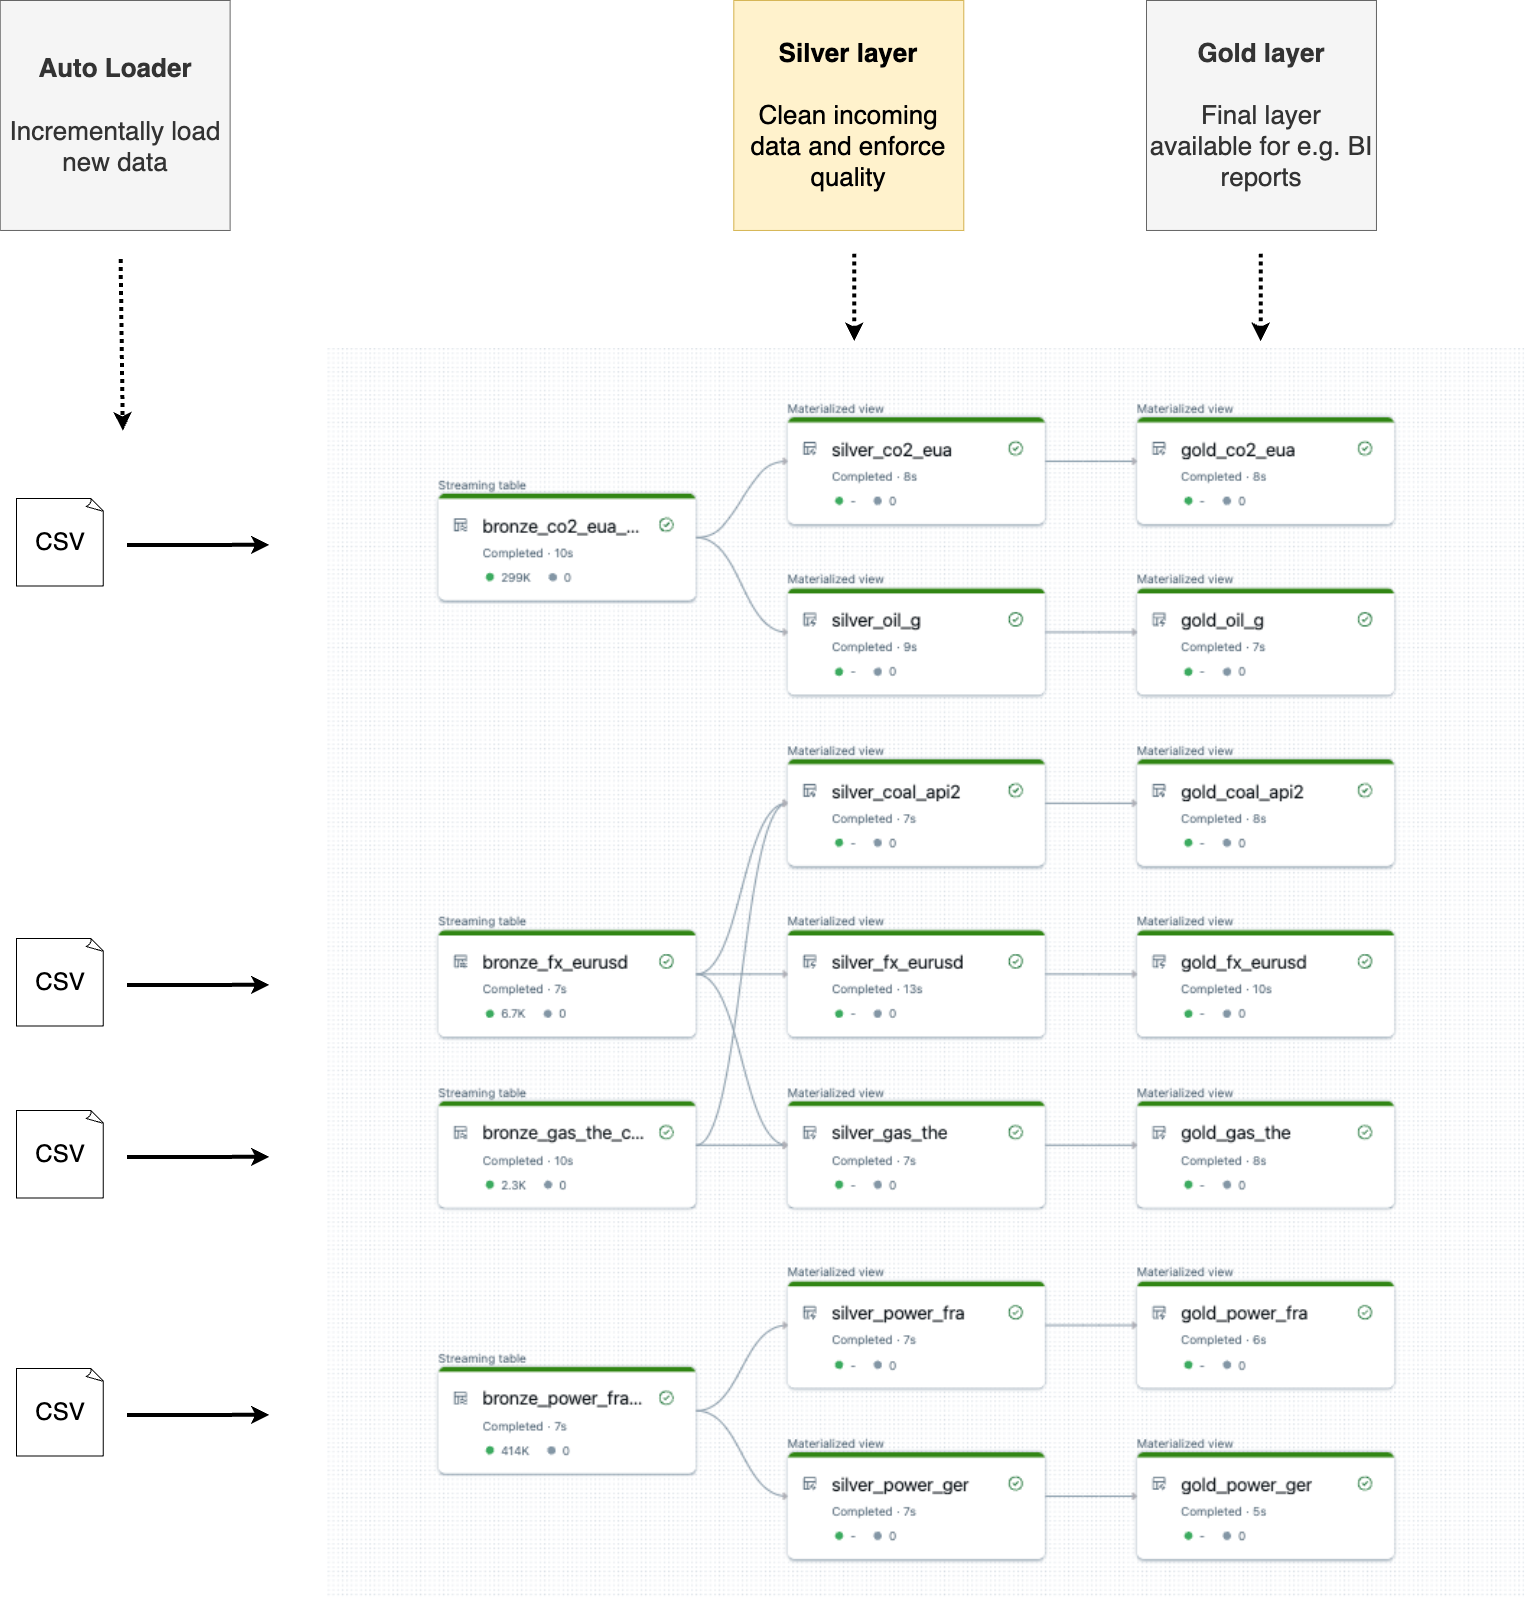 Auto Loader
Incrementally load
new data
Silver layer
Clean incoming
data and enforce
quality
Gold layer
Final layer
available for e.g. BI
reports
CSV
Streaming table
bronze_co2_eua_...
Completed · 10s
299K 0
Materialized view
silver_co2_eua
Completed · 8s
- 0
Materialized view
gold_co2_eua
Completed · 8s
- 0
Materialized view
silver_oil_g
Completed · 9s
- 0
Materialized view
gold_oil_g
Completed · 7s
- 0
Materialized view
silver_coal_api2
Completed · 7s
- 0
Materialized view
gold_coal_api2
Completed · 8s
- 0
CSV
Streaming table
bronze_fx_eurusd
Completed · 7s
6.7K 0
Materialized view
silver_fx_eurusd
Completed · 13s
- 0
Materialized view
gold_fx_eurusd
Completed · 10s
- 0
CSV
Streaming table
bronze_gas_the_c...
Completed · 10s
2.3K 0
Materialized view
silver_gas_the
Completed · 7s
- 0
Materialized view
gold_gas_the
Completed · 8s
- 0
CSV
Streaming table
bronze_power_fra...
Completed · 7s
414K 0
Materialized view
silver_power_fra
Completed · 7s
- 0
Materialized view
gold_power_fra
Completed · 6s
- 0
Materialized view
silver_power_ger
Completed · 7s
- 0
Materialized view
gold_power_ger
Completed · 5s
- 0